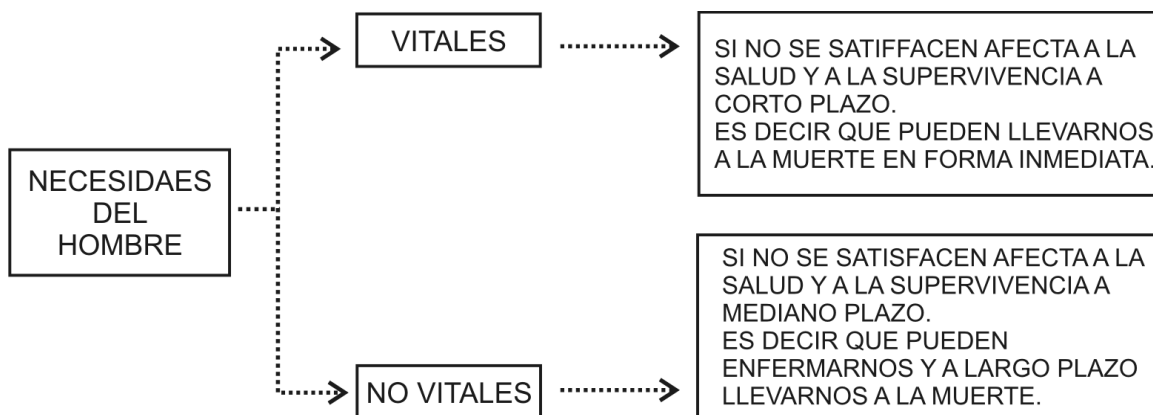 NECESIDAES
DEL
HOMBRE
VITALES
SI NO SE SATIFFACEN AFECTA A LA
SALUD Y A LA SUPERVIVENCIA A
CORTO PLAZO.
ES DECIR QUE PUEDEN LLEVARNOS
A LA MUERTE EN FORMA INMEDIATA.
NO VITALES
SI NO SE SATISFACEN AFECTA A LA
SALUD Y A LA SUPERVIVENCIA A
MEDIANO PLAZO.
ES DECIR QUE PUEDEN
ENFERMARNOS Y A LARGO PLAZO
LLEVARNOS A LA MUERTE.